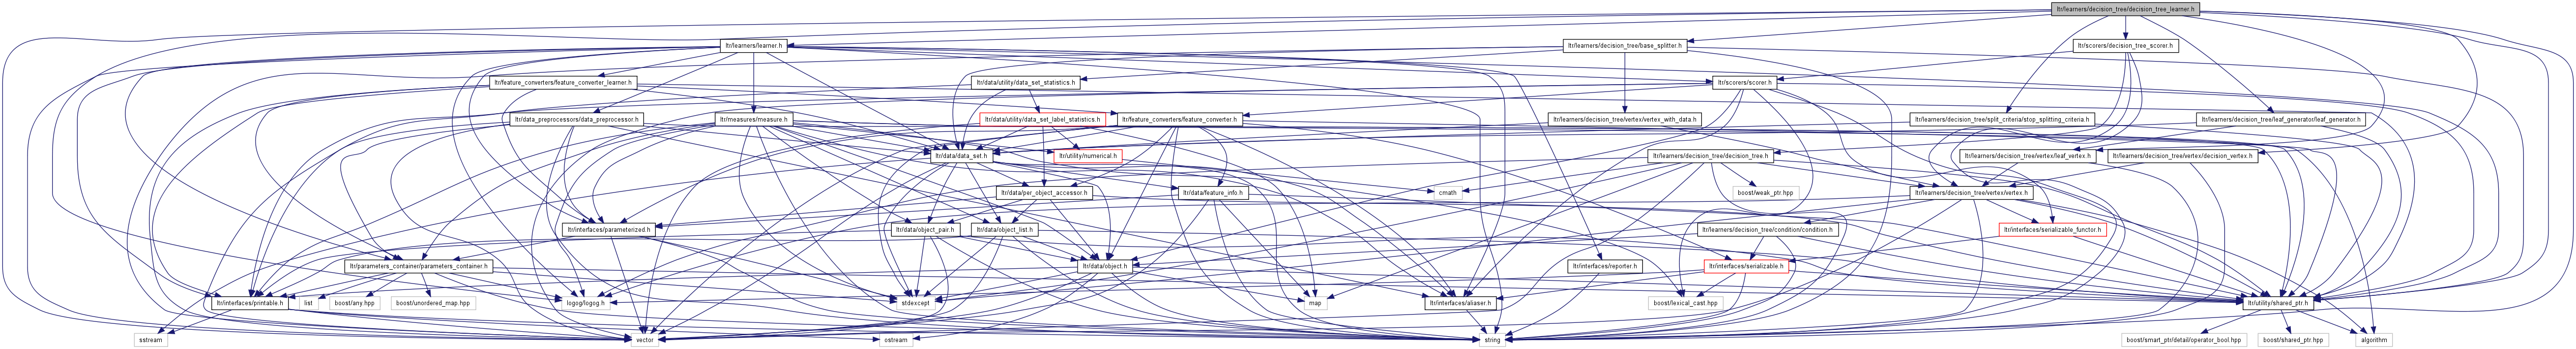 ltr/learners/decision_tree/decision_tree_learner.h
ltr/learners/learner.h
ltr/learners/decision_tree/base_splitter.h
ltr/scorers/decision_tree_scorer.h
ltr/feature_converters/feature_converter_learner.h
ltr/data/utility/data_set_statistics.h
ltr/scorers/scorer.h
ltr/data_preprocessors/data_preprocessor.h
ltr/measures/measure.h
ltr/data/utility/data_set_label_statistics.h
ltr/feature_converters/feature_converter.h
ltr/learners/decision_tree/vertex/vertex_with_data.h
ltr/learners/decision_tree/split_criteria/stop_splitting_criteria.h
ltr/learners/decision_tree/leaf_generator/leaf_generator.h
ltr/data/data_set.h
ltr/utility/numerical.h
ltr/learners/decision_tree/decision_tree.h
ltr/learners/decision_tree/vertex/leaf_vertex.h
ltr/learners/decision_tree/vertex/decision_vertex.h
ltr/data/per_object_accessor.h
ltr/data/feature_info.h
cmath
boost/weak_ptr.hpp
ltr/learners/decision_tree/vertex/vertex.h
ltr/interfaces/parameterized.h
ltr/data/object_pair.h
ltr/data/object_list.h
ltr/learners/decision_tree/condition/condition.h
ltr/interfaces/serializable_functor.h
ltr/parameters_container/parameters_container.h
ltr/data/object.h
ltr/interfaces/reporter.h
ltr/interfaces/serializable.h
ltr/interfaces/printable.h
list
boost/any.hpp
boost/unordered_map.hpp
logog/logog.h
stdexcept
map
ltr/interfaces/aliaser.h
boost/lexical_cast.hpp
ltr/utility/shared_ptr.h
sstream
vector
ostream
string
boost/smart_ptr/detail/operator_bool.hpp
boost/shared_ptr.hpp
algorithm